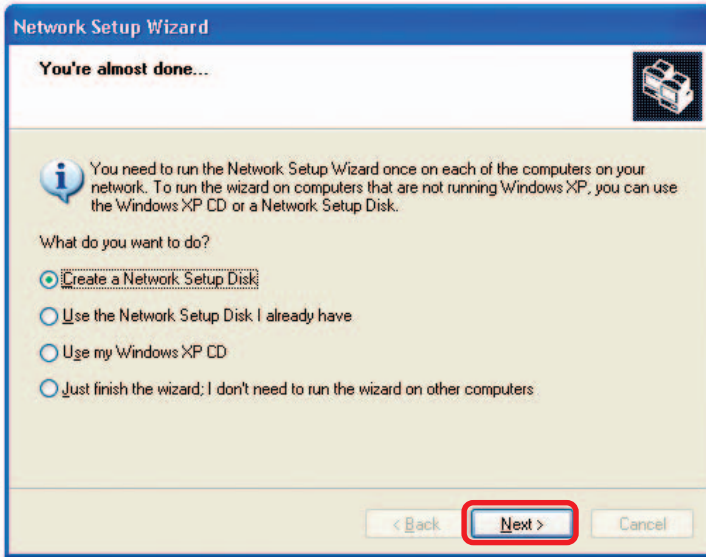 Network Setup Wizard
You're almost done...
You need to run the Network Setup Wizard once on each of the computers on your
network. To run the wizard on computers that are not running Windows XP, you can use
the Windows XP CD or a Network Setup Disk.
What do you want to do?
Create a Network Setup Disk
Use the Network Setup Disk I already have
Use my Windows XP CD
Just finish the wizard; I don't need to run the wizard on other computers
< Back
Next >
Cancel